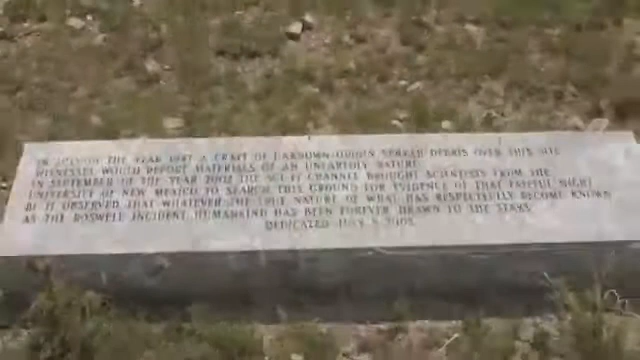 IN            THE YEAR 1947 A CRAFT OF UNKNOWN ORIGIN SPREAD DEBRIS OVER THIS SITE
WITNESSES WOULD REPORT MATERIALS OF AN UNEARTHLY NATURE
IN SEPTEMBER OF THE YEAR 2002 THE SCI FI CHANNEL BROUGHT SCIENTISTS FROM THE
UNIVERSITY OF NEW MEXICO TO SEARCH THIS GROUND FOR EVIDENCE OF THAT FATEFUL NIGHT
BE IT OBSERVED THAT WHATEVER THE TRUE NATURE OF WHAT HAS RESPECTFULLY BECOME KNOWN
AS THE ROSWELL INCIDENT, HUMANKIND HAS BEEN FOREVER DRAWN TO THE STARS
DEDICATED JULY